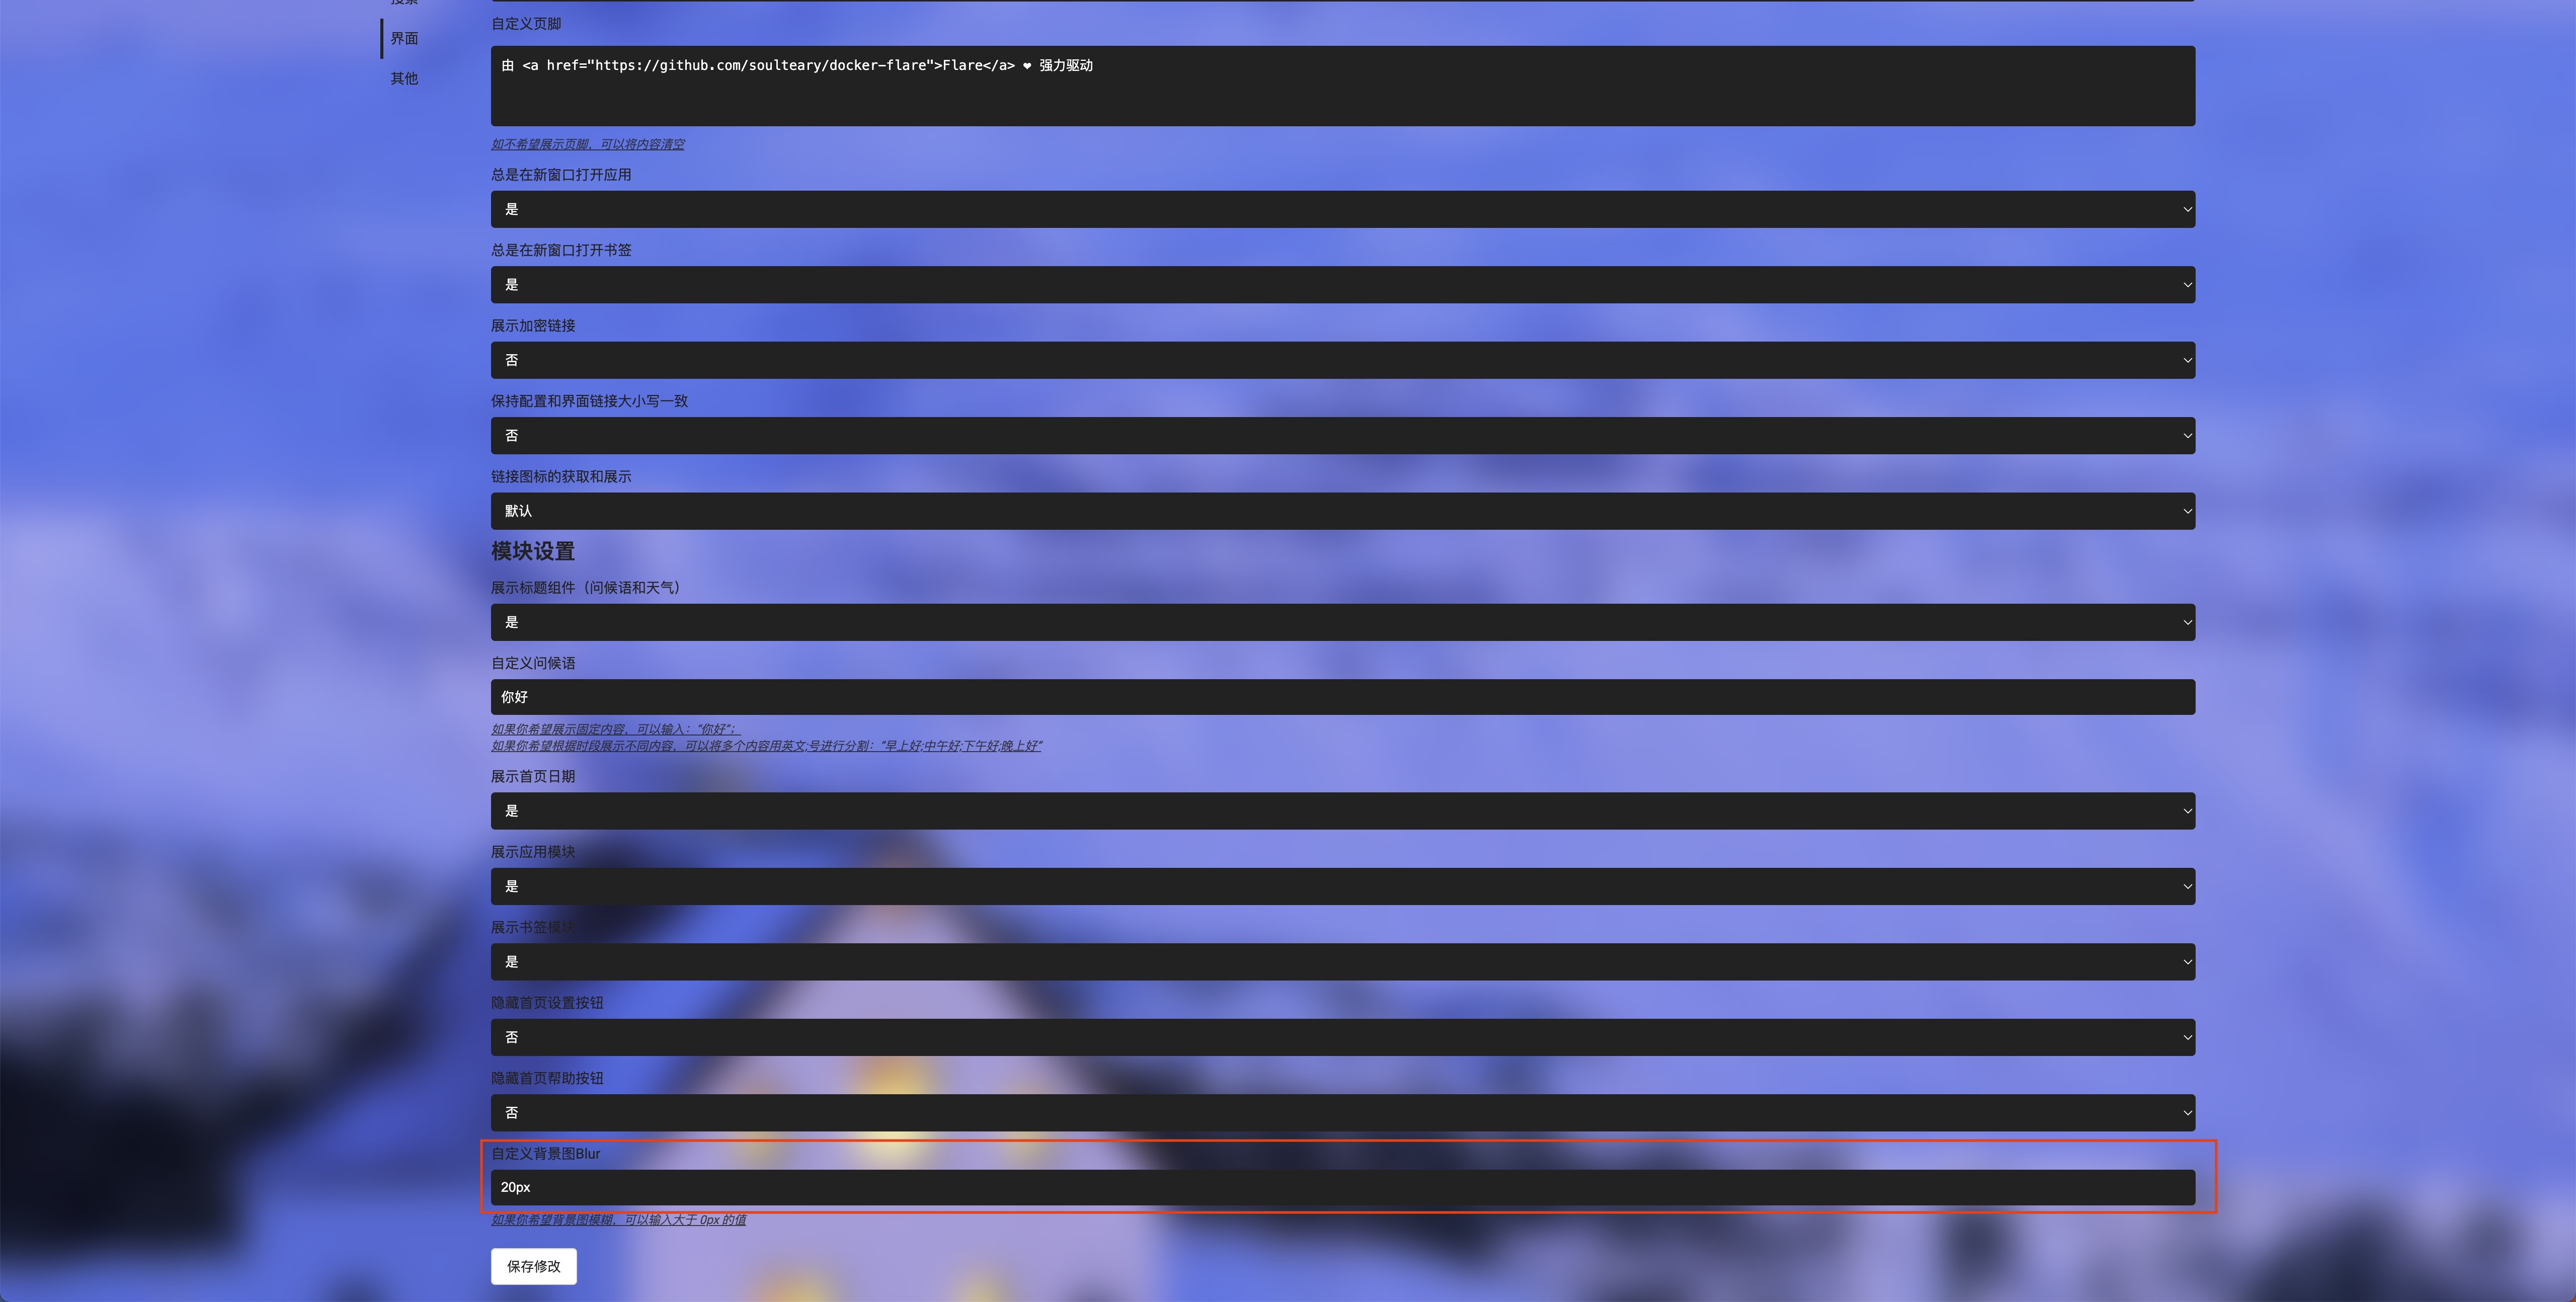 界面
其他
自定义页脚
由 <a href="https://github.com/soulteary/docker-flare">Flare</a> ❤ 强力驱动
如不希望展示页脚，可以将内容清空
总是在新窗口打开应用
是
总是在新窗口打开书签
是
展示加密链接
否
保持配置和界面链接大小写一致
否
链接图标的获取和展示
默认
模块设置
展示标题组件（问候语和天气）
是
自定义问候语
你好
如果你希望展示固定内容，可以输入：“你好”；
如果你希望根据时段展示不同内容，可以将多个内容用英文;号进行分割：“早上好;中午好;下午好;晚上好”
展示首页日期
是
展示应用模块
是
展示书签模块
是
隐藏首页设置按钮
否
隐藏首页帮助按钮
否
自定义背景图Blur
20px
如果你希望背景图模糊，可以输入大于 0px 的值
保存修改